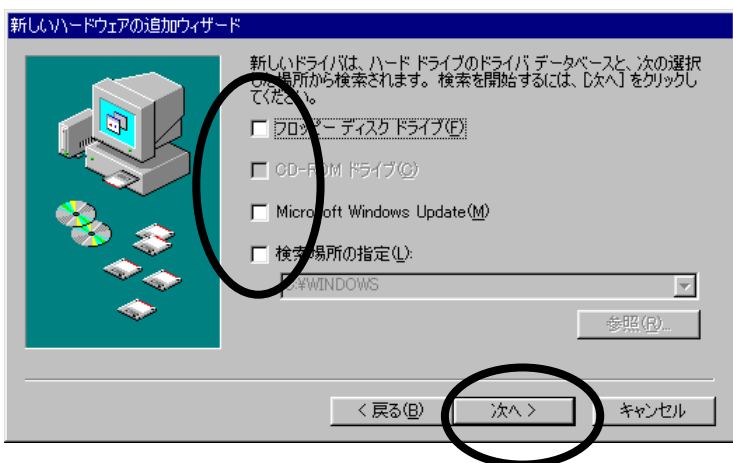 新しいハードウェアの追加ウィザード
新しいドライバは、ハード ドライブのドライバ データベースと、次の選択
した場所から検索されます。検索を開始するには、[次へ] をクリックし
てください。
フロッピー ディスク ドライブ(F)
CD-ROM ドライブ(C)
Microsoft Windows Update(M)
検索場所の指定(L):
C:¥WINDOWS
参照(R)...
< 戻る(B)
次へ >
キャンセル